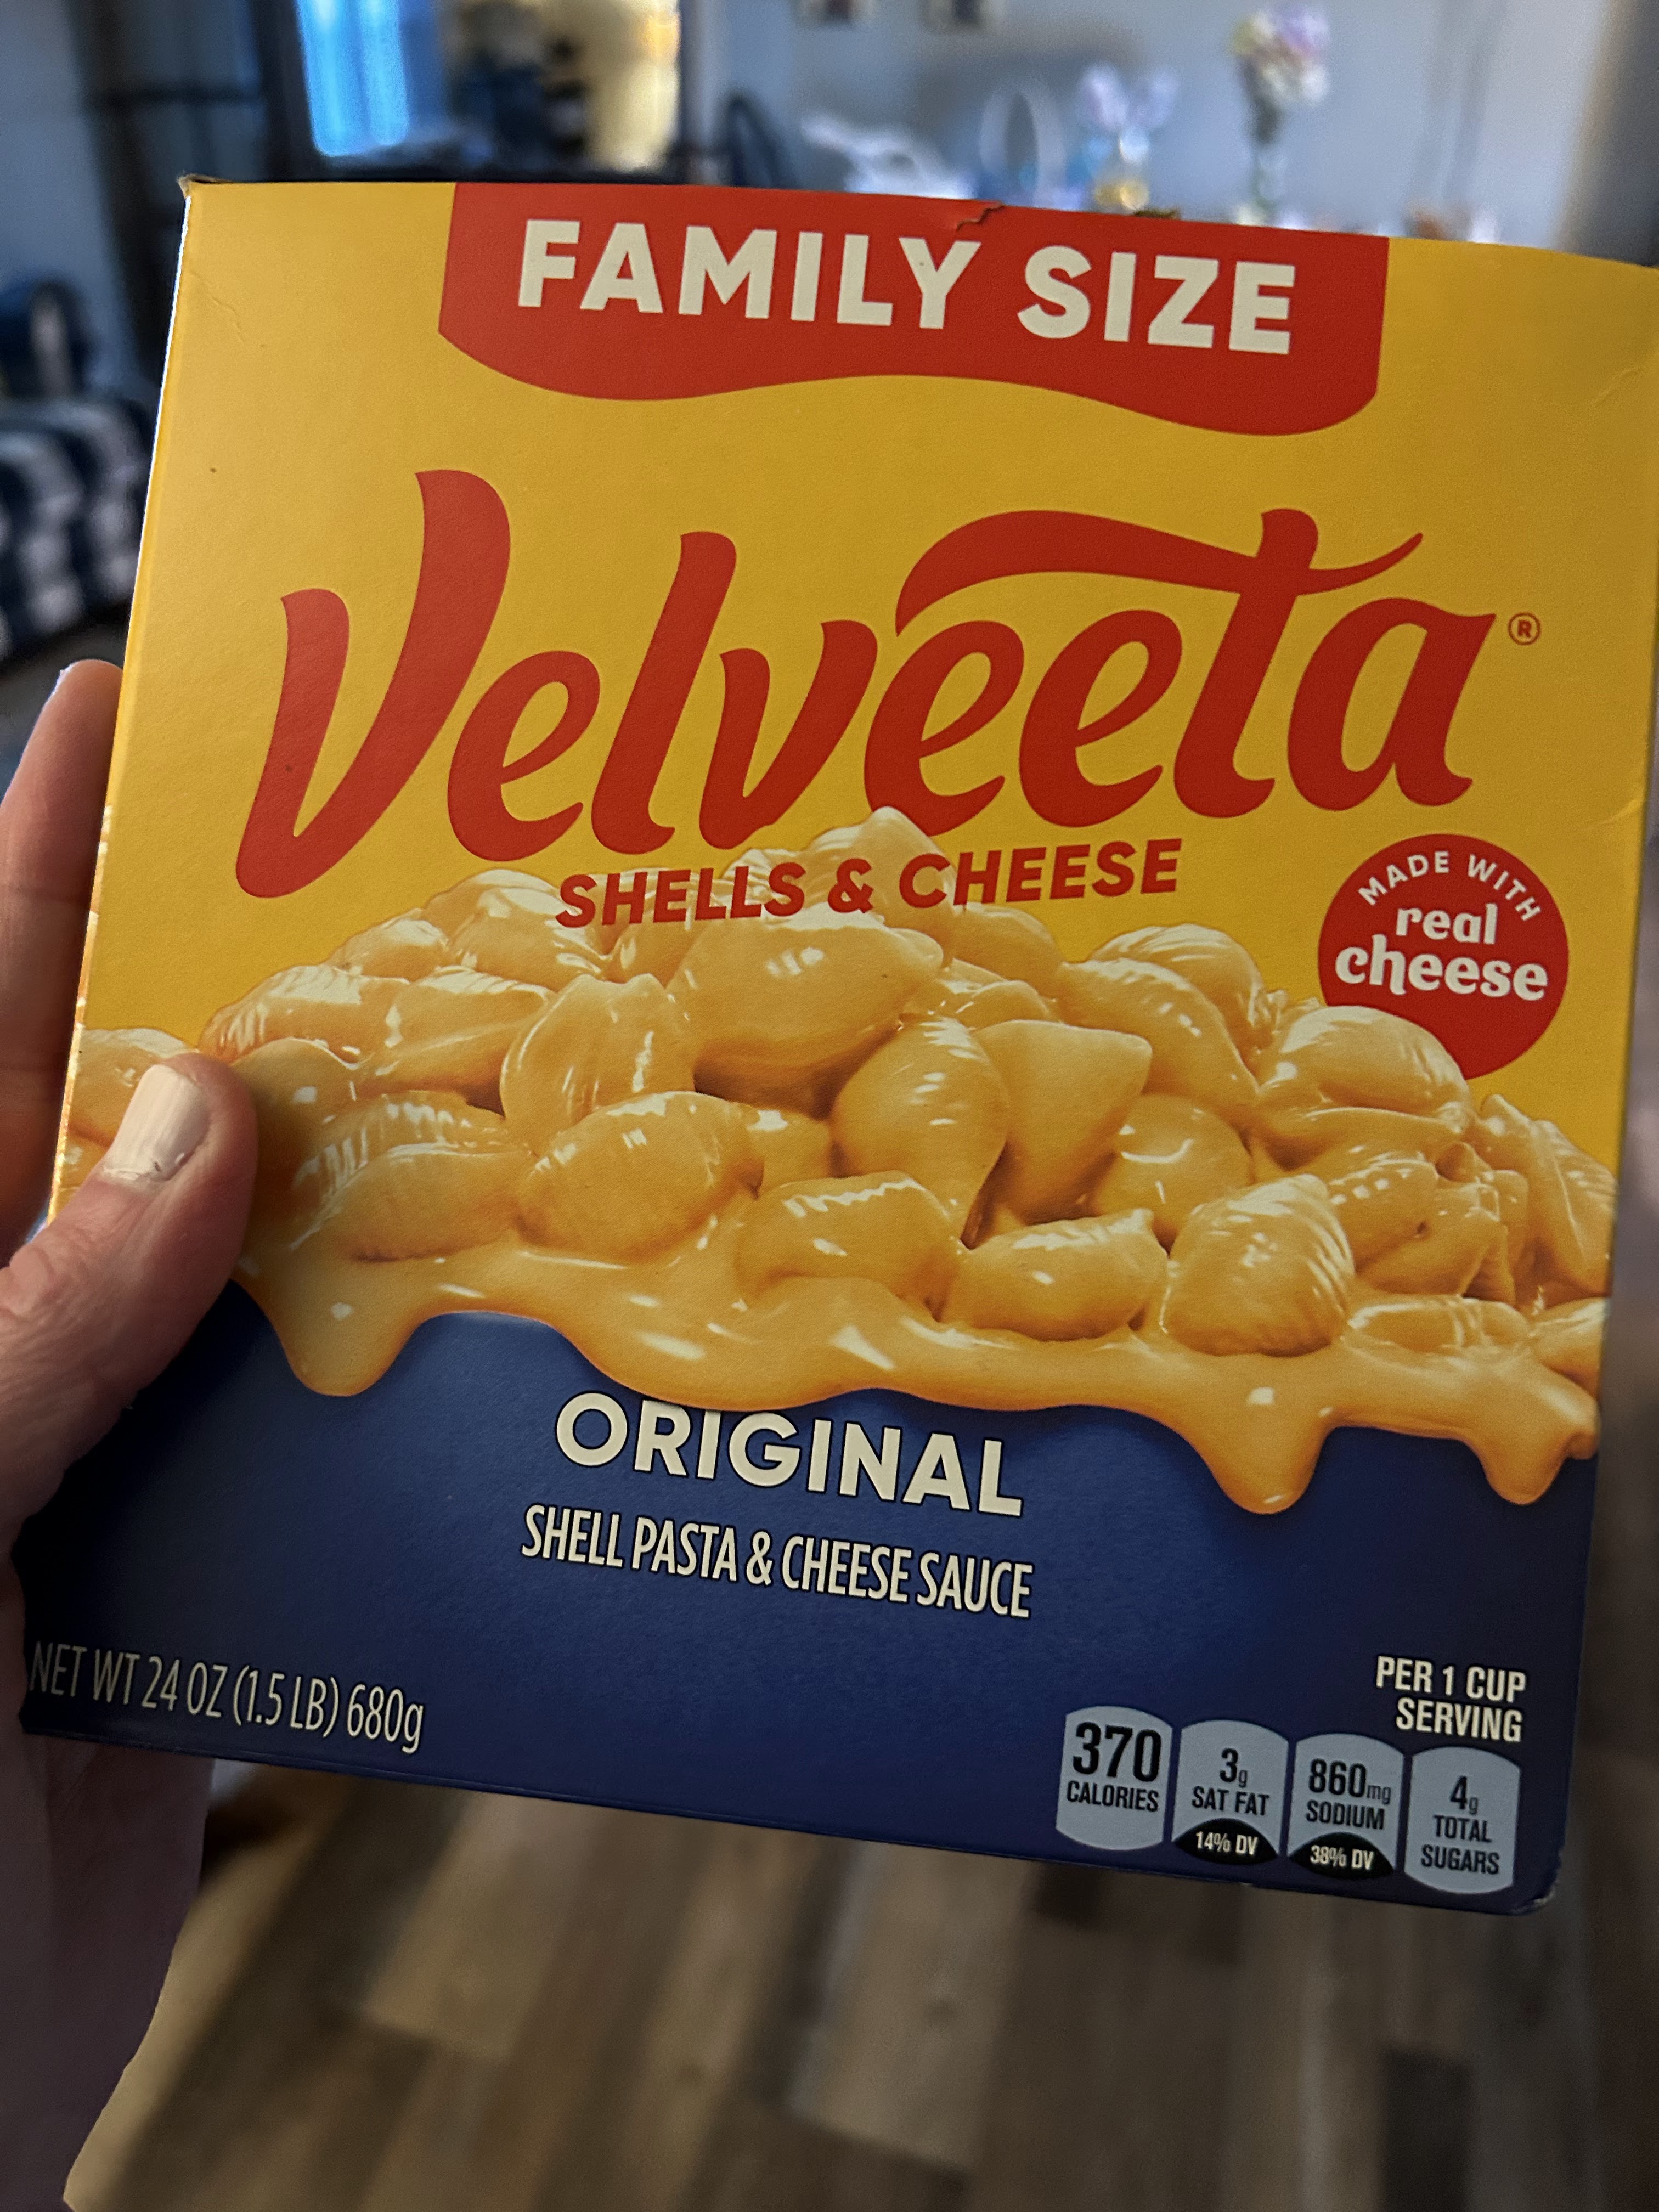 FAMILY SIZE
Velveeta®
SHELLS & CHEESE
MADE WITH
real
cheese
ORIGINAL
SHELL PASTA & CHEESE SAUCE
NET WT 24 OZ (1.5 LB) 680g
PER 1 CUP
SERVING
370
CALORIES
3g
SAT FAT
14% DV
860mg
SODIUM
38% DV
4g
TOTAL
SUGARS